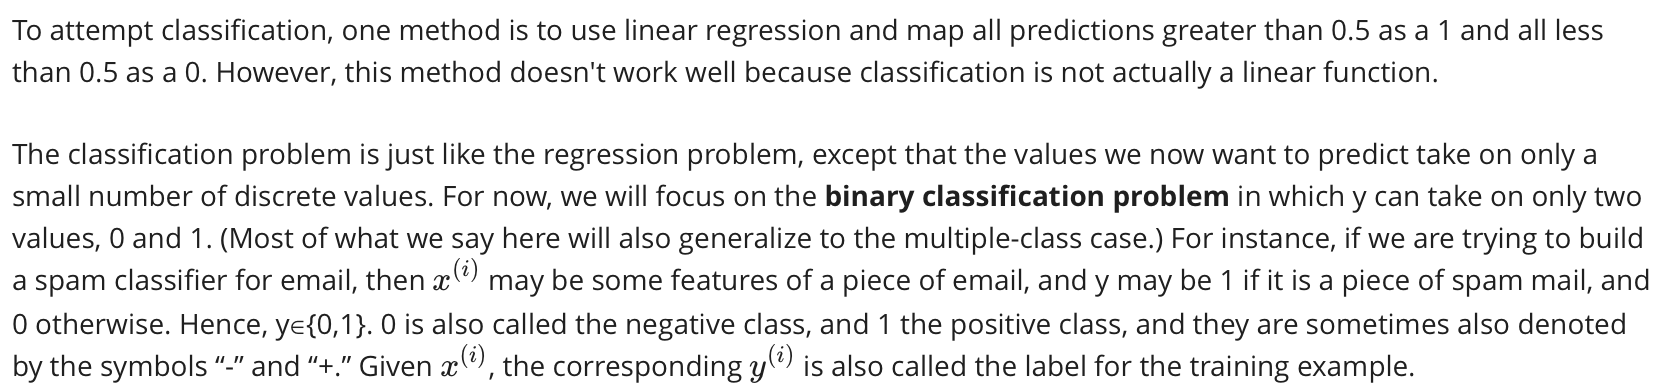 To attempt classification, one method is to use linear regression and map all predictions greater than 0.5 as a 1 and all less
than 0.5 as a 0. However, this method doesn't work well because classification is not actually a linear function.
The classification problem is just like the regression problem, except that the values we now want to predict take on only a
small number of discrete values. For now, we will focus on the binary classification problem in which y can take on only two
values, 0 and 1. (Most of what we say here will also generalize to the multiple-class case.) For instance, if we are trying to build
a spam classifier for email, then x^{(i)} may be some features of a piece of email, and y may be 1 if it is a piece of spam mail, and
0 otherwise. Hence, y∈{0,1}. 0 is also called the negative class, and 1 the positive class, and they are sometimes also denoted
by the symbols “-” and “+.” Given x^{(i)}, the corresponding y^{(i)} is also called the label for the training example.